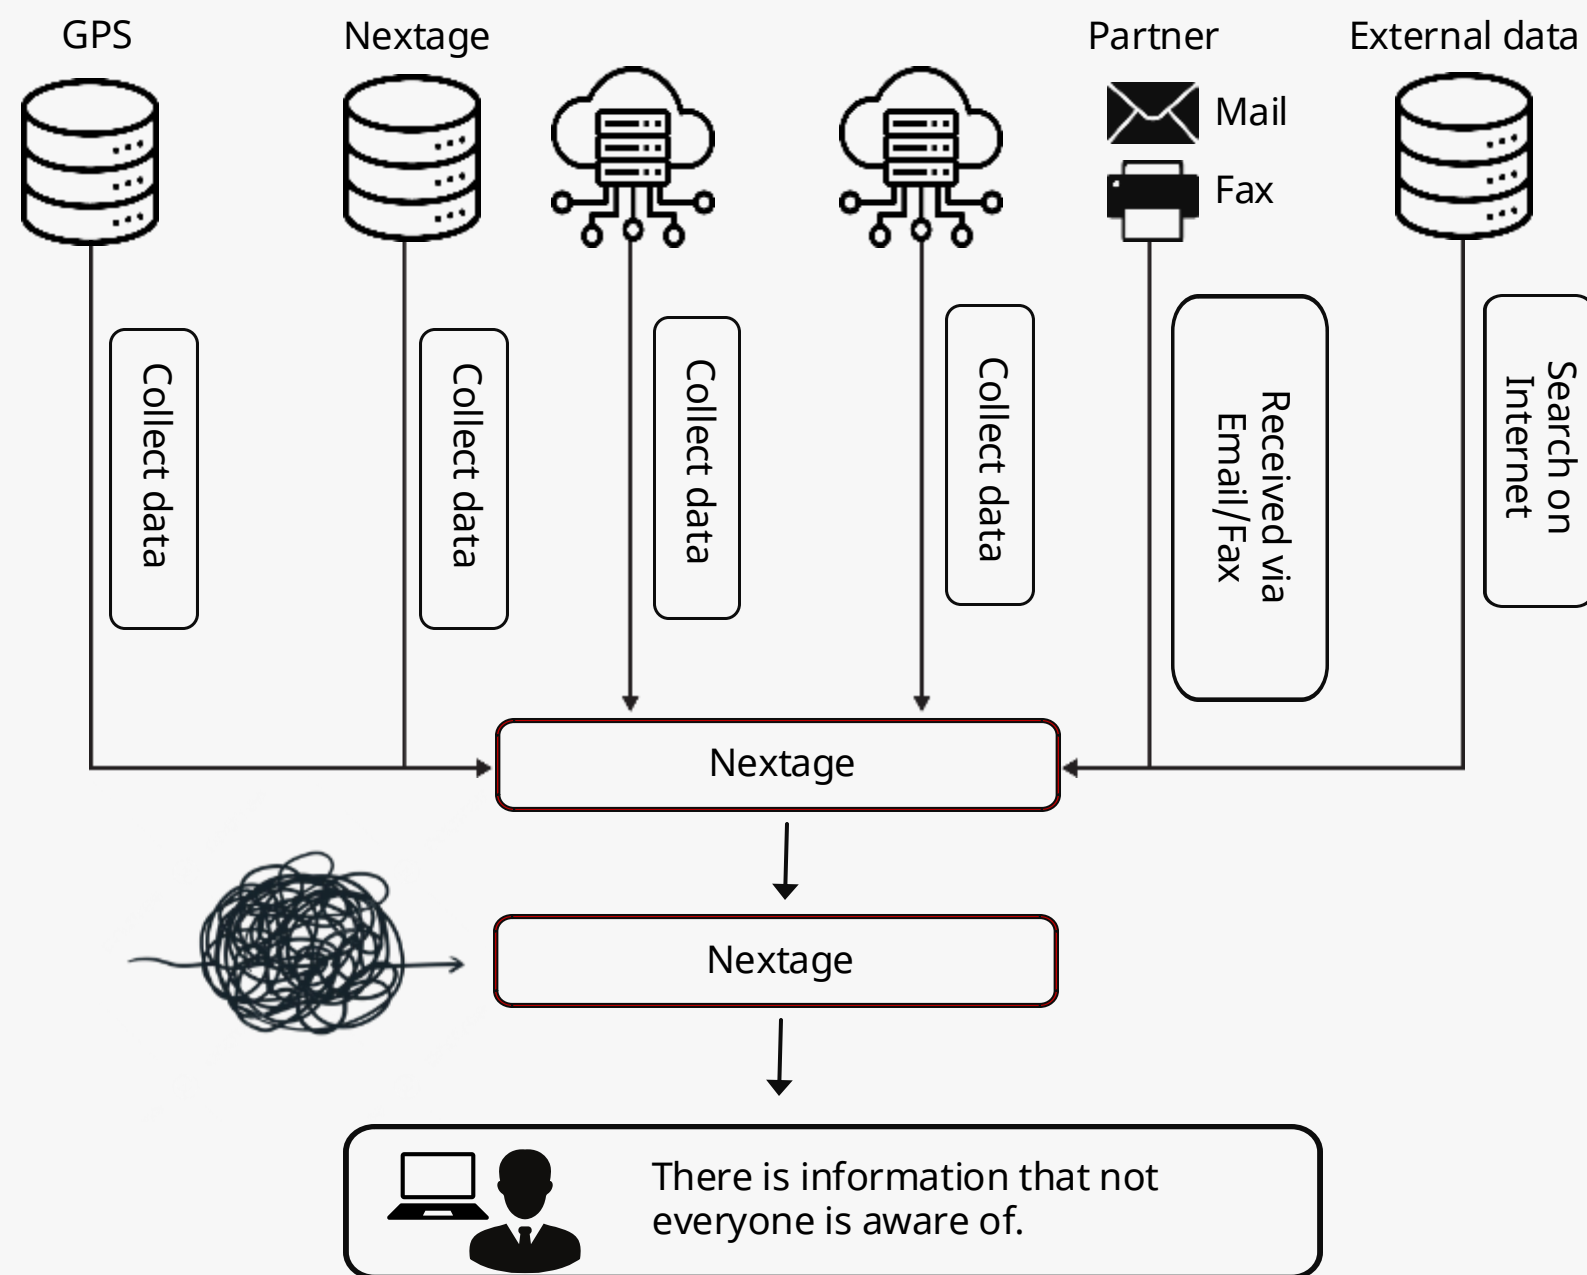 GPS
Nextage
Partner
External data
Mail
Fax
Collect data
Collect data
Collect data
Collect data
Received via
Email/Fax
Search on
Internet
Nextage
Nextage
There is information that not
everyone is aware of.